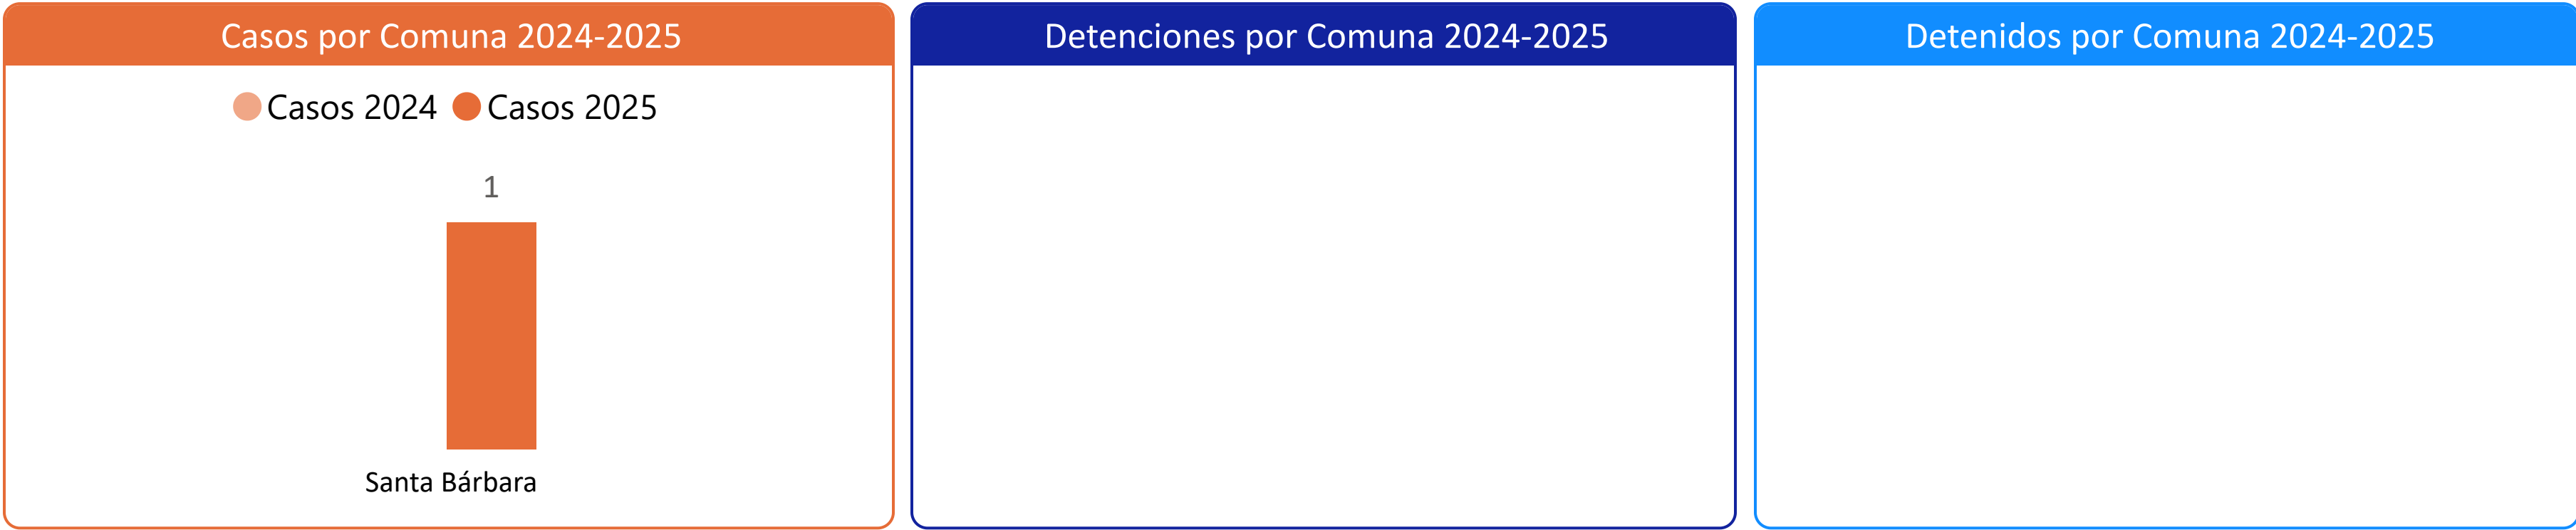 Casos por Comuna 2024-2025
Casos 2024 Casos 2025
1
Santa Bárbara
Detenciones por Comuna 2024-2025
Detenidos por Comuna 2024-2025